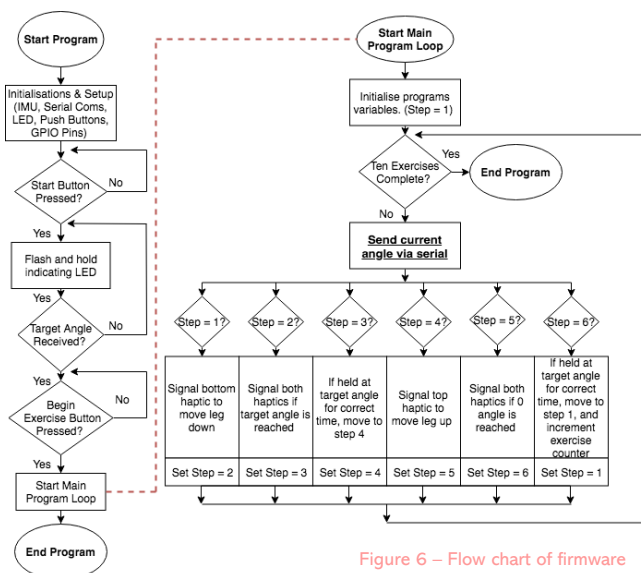 Start Program
Initialisations & Setup
(IMU, Serial Coms,
LED, Push Buttons,
GPIO Pins)
Start Button
Pressed?
No
Yes
Flash and hold
indicating LED
Yes
Target Angle
Received?
No
Yes
Begin
Exercise Button
Pressed?
No
Yes
Start Main
Program Loop
End Program
Start Main
Program Loop
Initialise programs
variables. (Step = 1)
Ten Exercises
Complete?
Yes
End Program
No
Send current
angle via serial
Step = 1?
Step = 2?
Step = 3?
Step = 4?
Step = 5?
Step = 6?
Signal bottom
haptic to
move leg
down
Signal both
haptics if
target angle is
reached
If held at
target angle
for correct
time, move to
step 4
Signal top
haptic to
move leg up
Signal both
haptics if 0
angle is
reached
If held at
target angle
for correct
time, move to
step 1, and
increment
exercise
counter
Set Step = 2
Set Step = 3
Set Step = 4
Set Step = 5
Set Step = 6
Set Step = 1
Figure 6 – Flow chart of firmware